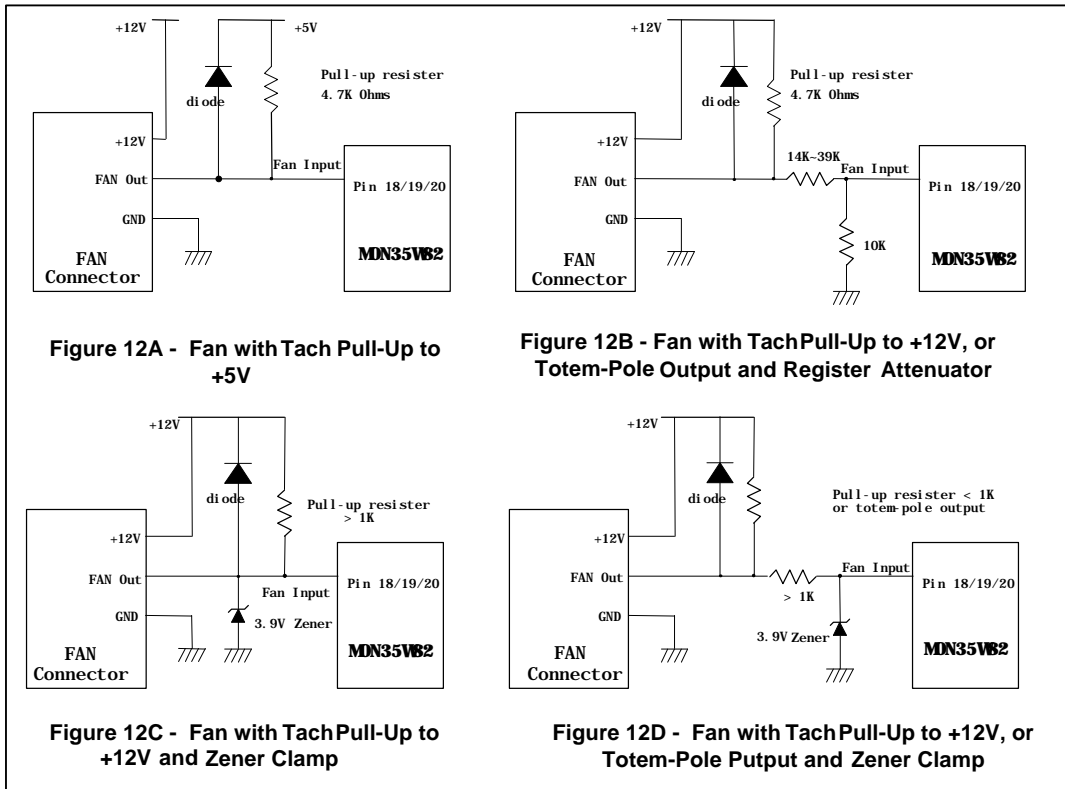 +12V
+5V
diode
Pull-up resister
4.7K Ohms
+12V
FAN Out
Fan Input
Pin 18/19/20
GND
MON35W82
FAN
Connector
Figure 12A - Fan with Tach Pull-Up to
+5V
+12V
diode
Pull-up resister
4.7K Ohms
+12V
14K~39K
Fan Input
FAN Out
Pin 18/19/20
GND
10K
MON35W82
FAN
Connector
Figure 12B - Fan with Tach Pull-Up to +12V, or
Totem-Pole Output and Register Attenuator
+12V
diode
Pull-up resister
> 1K
+12V
FAN Out
Pin 18/19/20
Fan Input
GND
3.9V Zener
MON35W82
FAN
Connector
Figure 12C - Fan with Tach Pull-Up to
+12V and Zener Clamp
+12V
diode
Pull-up resister < 1K
or totem-pole output
+12V
Fan Input
FAN Out
Pin 18/19/20
> 1K
GND
3.9V Zener
MON35W82
FAN
Connector
Figure 12D - Fan with Tach Pull-Up to +12V, or
Totem-Pole Putput and Zener Clamp